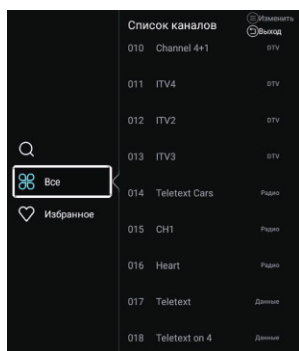 Список каналов
Изменить
Выход
010 Channel 4+1 DTV
011 ITV4 DTV
012 ITV2 DTV
013 ITV3 DTV
Все
014 Teletext Cars Радио
Избранное
015 CH1 Радио
016 Heart Радио
017 Teletext Данные
018 Teletext on 4 Данные